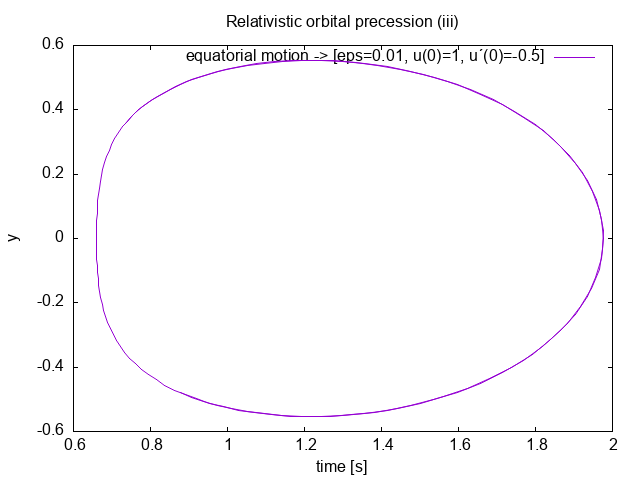 Relativistic orbital precession (iii)
equatorial motion -> [eps=0.01, u(0)=1, u´(0)=-0.5]
0.6
0.4
0.2
0
-0.2
-0.4
-0.6
y
0.6 0.8 1 1.2 1.4 1.6 1.8 2
time [s]